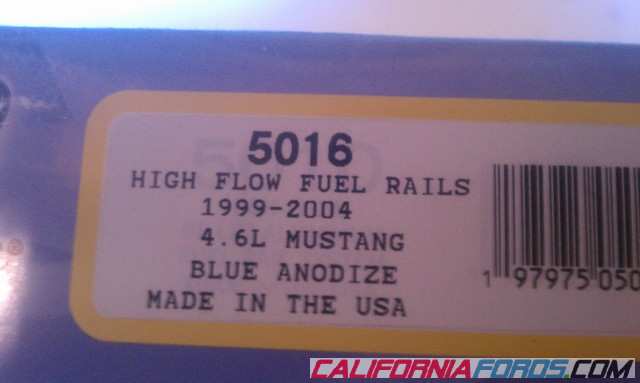 5016
HIGH FLOW FUEL RAILS
1999-2004
4.6L MUSTANG
BLUE ANODIZE
MADE IN THE USA
1 97975 050
®
CALIFORNIAFORDS.COM